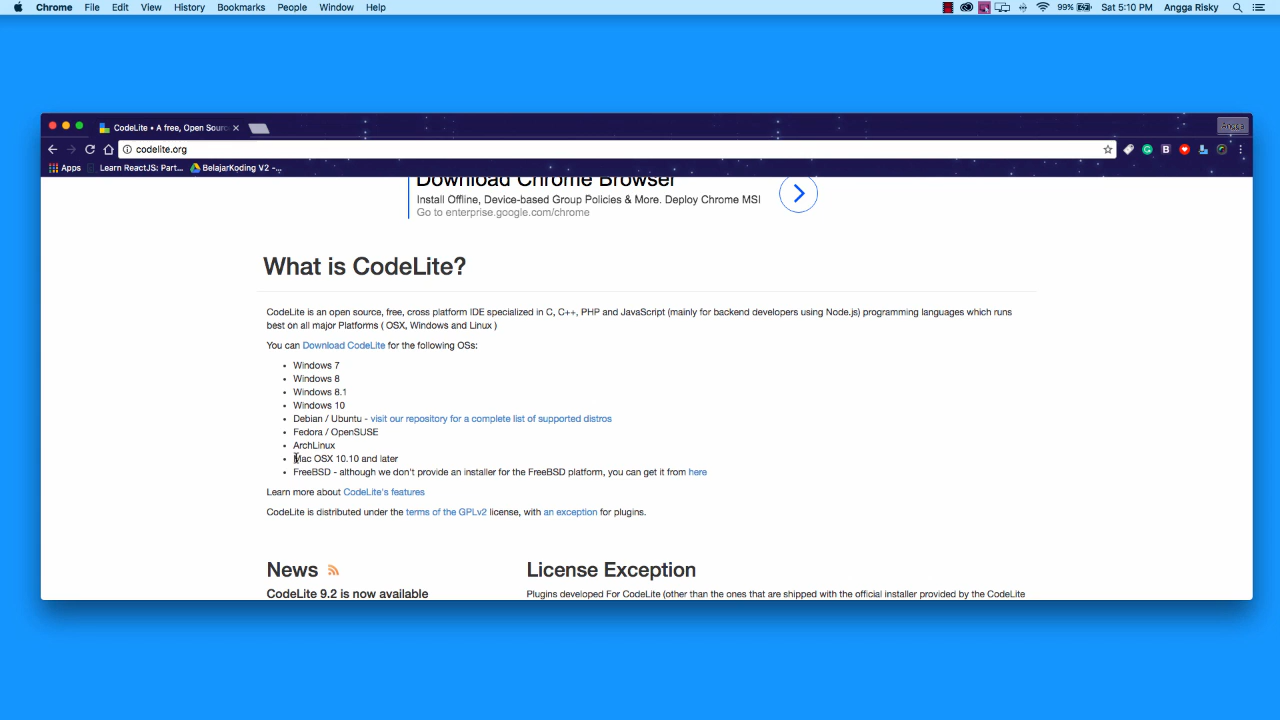 Chrome File Edit View History Bookmarks People Window Help
99% Sat 5:10 PM Angga Risky
CodeLite • A free, Open Sourc
Angga
codelite.org
Apps Learn ReactJS: Part... BelajarKoding V2 -...
Download Chrome Browser
Install Offline, Device-based Group Policies & More. Deploy Chrome MSI
Go to enterprise.google.com/chrome
What is CodeLite?
CodeLite is an open source, free, cross platform IDE specialized in C, C++, PHP and JavaScript (mainly for backend developers using Node.js) programming languages which runs
best on all major Platforms ( OSX, Windows and Linux )
You can Download CodeLite for the following OSs:
• Windows 7
• Windows 8
• Windows 8.1
• Windows 10
• Debian / Ubuntu - visit our repository for a complete list of supported distros
• Fedora / OpenSUSE
• ArchLinux
• Mac OSX 10.10 and later
• FreeBSD - although we don't provide an installer for the FreeBSD platform, you can get it from here
Learn more about CodeLite's features
CodeLite is distributed under the terms of the GPLv2 license, with an exception for plugins.
News
License Exception
CodeLite 9.2 is now available
Plugins developed For CodeLite (other than the ones that are shipped with the official installer provided by the CodeLite